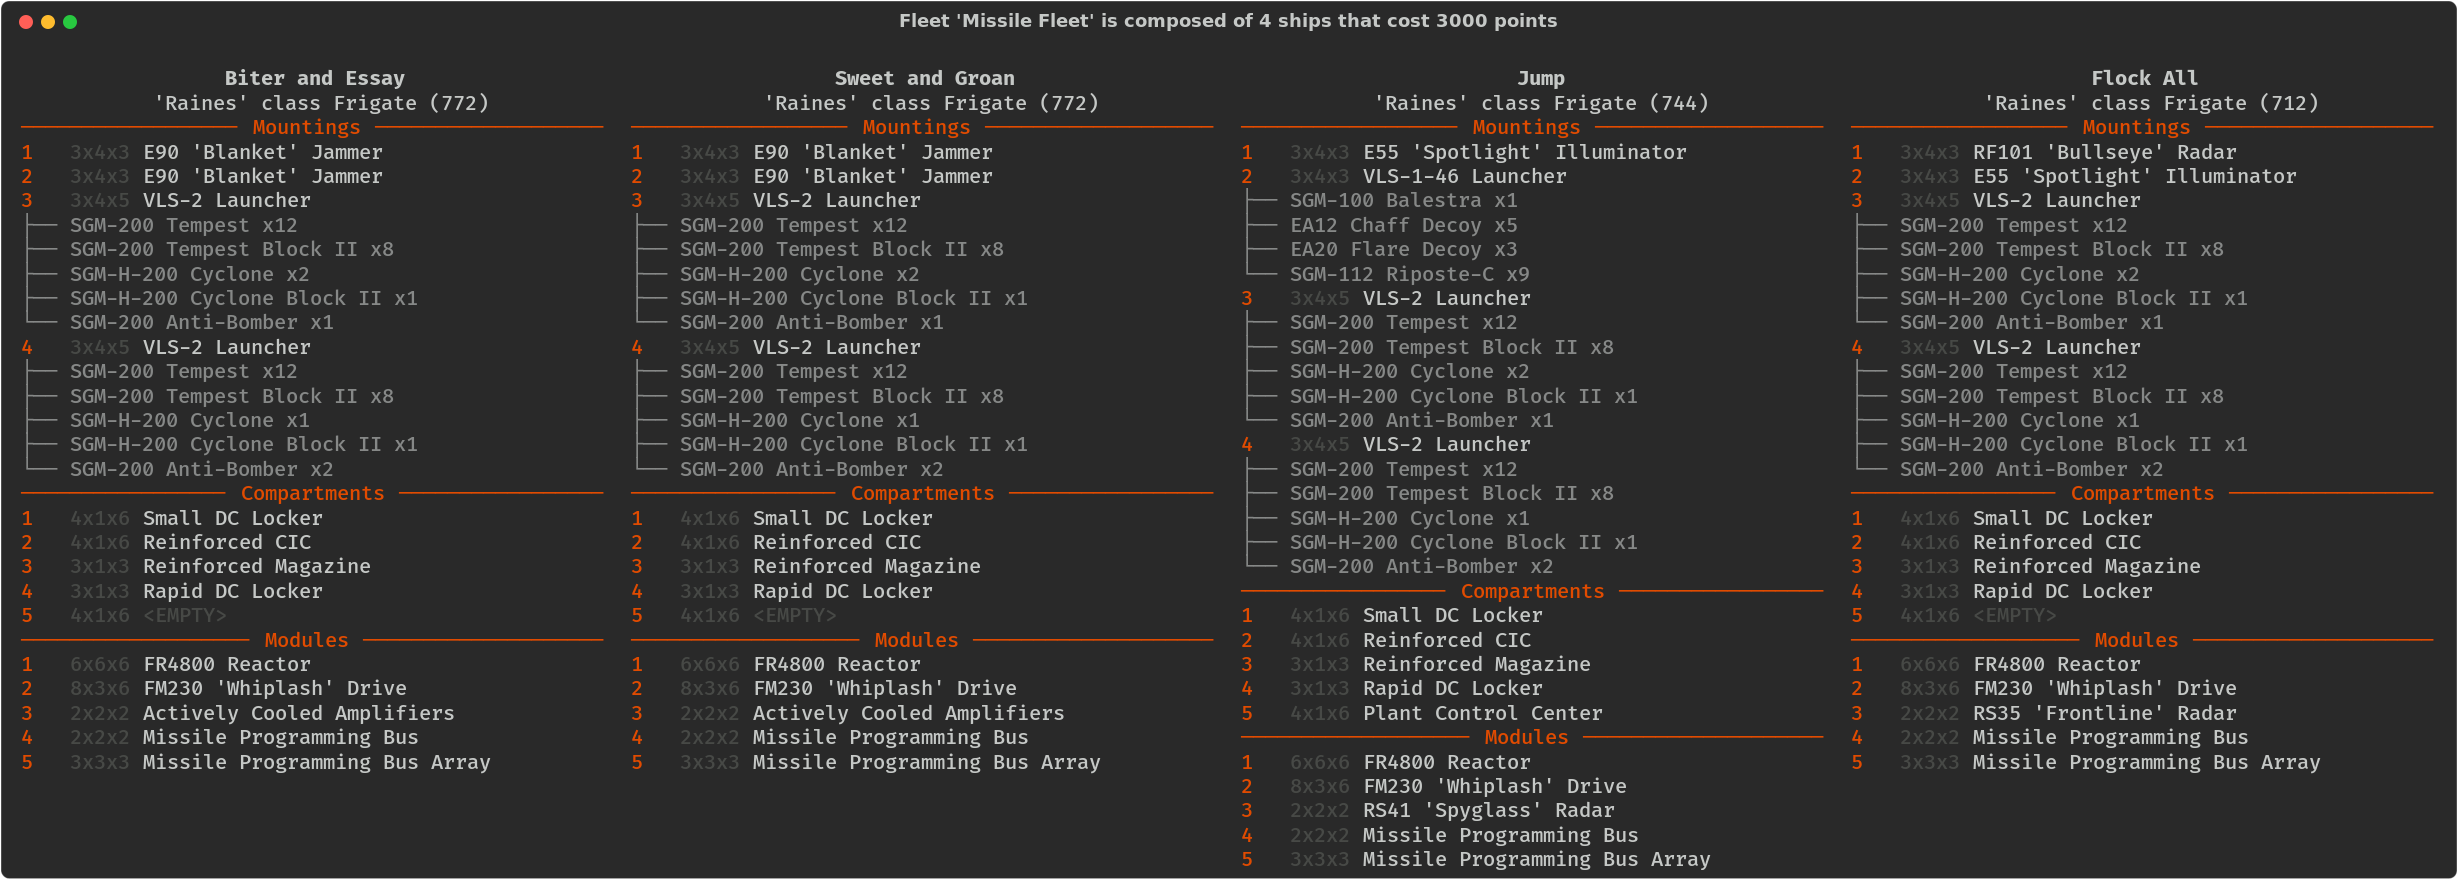 Fleet 'Missile Fleet' is composed of 4 ships that cost 3000 points
Biter and Essay
'Raines' class Frigate (772)
Mountings
1 3x4x3 E90 'Blanket' Jammer
2 3x4x3 E90 'Blanket' Jammer
3 3x4x5 VLS-2 Launcher
SGM-200 Tempest x12
SGM-200 Tempest Block II x8
SGM-H-200 Cyclone x2
SGM-H-200 Cyclone Block II x1
SGM-200 Anti-Bomber x1
4 3x4x5 VLS-2 Launcher
SGM-200 Tempest x12
SGM-200 Tempest Block II x8
SGM-H-200 Cyclone x1
SGM-H-200 Cyclone Block II x1
SGM-200 Anti-Bomber x2
Compartments
1 4x1x6 Small DC Locker
2 4x1x6 Reinforced CIC
3 3x1x3 Reinforced Magazine
4 3x1x3 Rapid DC Locker
5 4x1x6 <EMPTY>
Modules
1 6x6x6 FR4800 Reactor
2 8x3x6 FM230 'Whiplash' Drive
3 2x2x2 Actively Cooled Amplifiers
4 2x2x2 Missile Programming Bus
5 3x3x3 Missile Programming Bus Array
Sweet and Groan
'Raines' class Frigate (772)
Mountings
1 3x4x3 E90 'Blanket' Jammer
2 3x4x3 E90 'Blanket' Jammer
3 3x4x5 VLS-2 Launcher
SGM-200 Tempest x12
SGM-200 Tempest Block II x8
SGM-H-200 Cyclone x2
SGM-H-200 Cyclone Block II x1
SGM-200 Anti-Bomber x1
4 3x4x5 VLS-2 Launcher
SGM-200 Tempest x12
SGM-200 Tempest Block II x8
SGM-H-200 Cyclone x1
SGM-H-200 Cyclone Block II x1
SGM-200 Anti-Bomber x2
Compartments
1 4x1x6 Small DC Locker
2 4x1x6 Reinforced CIC
3 3x1x3 Reinforced Magazine
4 3x1x3 Rapid DC Locker
5 4x1x6 <EMPTY>
Modules
1 6x6x6 FR4800 Reactor
2 8x3x6 FM230 'Whiplash' Drive
3 2x2x2 Actively Cooled Amplifiers
4 2x2x2 Missile Programming Bus
5 3x3x3 Missile Programming Bus Array
Jump
'Raines' class Frigate (744)
Mountings
1 3x4x3 E55 'Spotlight' Illuminator
2 3x4x3 VLS-1-46 Launcher
SGM-100 Balestra x1
EA12 Chaff Decoy x5
EA20 Flare Decoy x3
SGM-112 Riposte-C x9
3 3x4x5 VLS-2 Launcher
SGM-200 Tempest x12
SGM-200 Tempest Block II x8
SGM-H-200 Cyclone x2
SGM-H-200 Cyclone Block II x1
SGM-200 Anti-Bomber x1
4 3x4x5 VLS-2 Launcher
SGM-200 Tempest x12
SGM-200 Tempest Block II x8
SGM-H-200 Cyclone x1
SGM-H-200 Cyclone Block II x1
SGM-200 Anti-Bomber x2
Compartments
1 4x1x6 Small DC Locker
2 4x1x6 Reinforced CIC
3 3x1x3 Reinforced Magazine
4 3x1x3 Rapid DC Locker
5 4x1x6 Plant Control Center
Modules
1 6x6x6 FR4800 Reactor
2 8x3x6 FM230 'Whiplash' Drive
3 2x2x2 RS41 'Spyglass' Radar
4 2x2x2 Missile Programming Bus
5 3x3x3 Missile Programming Bus Array
Flock All
'Raines' class Frigate (712)
Mountings
1 3x4x3 RF101 'Bullseye' Radar
2 3x4x3 E55 'Spotlight' Illuminator
3 3x4x5 VLS-2 Launcher
SGM-200 Tempest x12
SGM-200 Tempest Block II x8
SGM-H-200 Cyclone x2
SGM-H-200 Cyclone Block II x1
SGM-200 Anti-Bomber x1
4 3x4x5 VLS-2 Launcher
SGM-200 Tempest x12
SGM-200 Tempest Block II x8
SGM-H-200 Cyclone x1
SGM-H-200 Cyclone Block II x1
SGM-200 Anti-Bomber x2
Compartments
1 4x1x6 Small DC Locker
2 4x1x6 Reinforced CIC
3 3x1x3 Reinforced Magazine
4 3x1x3 Rapid DC Locker
5 4x1x6 <EMPTY>
Modules
1 6x6x6 FR4800 Reactor
2 8x3x6 FM230 'Whiplash' Drive
3 2x2x2 RS35 'Frontline' Radar
4 2x2x2 Missile Programming Bus
5 3x3x3 Missile Programming Bus Array